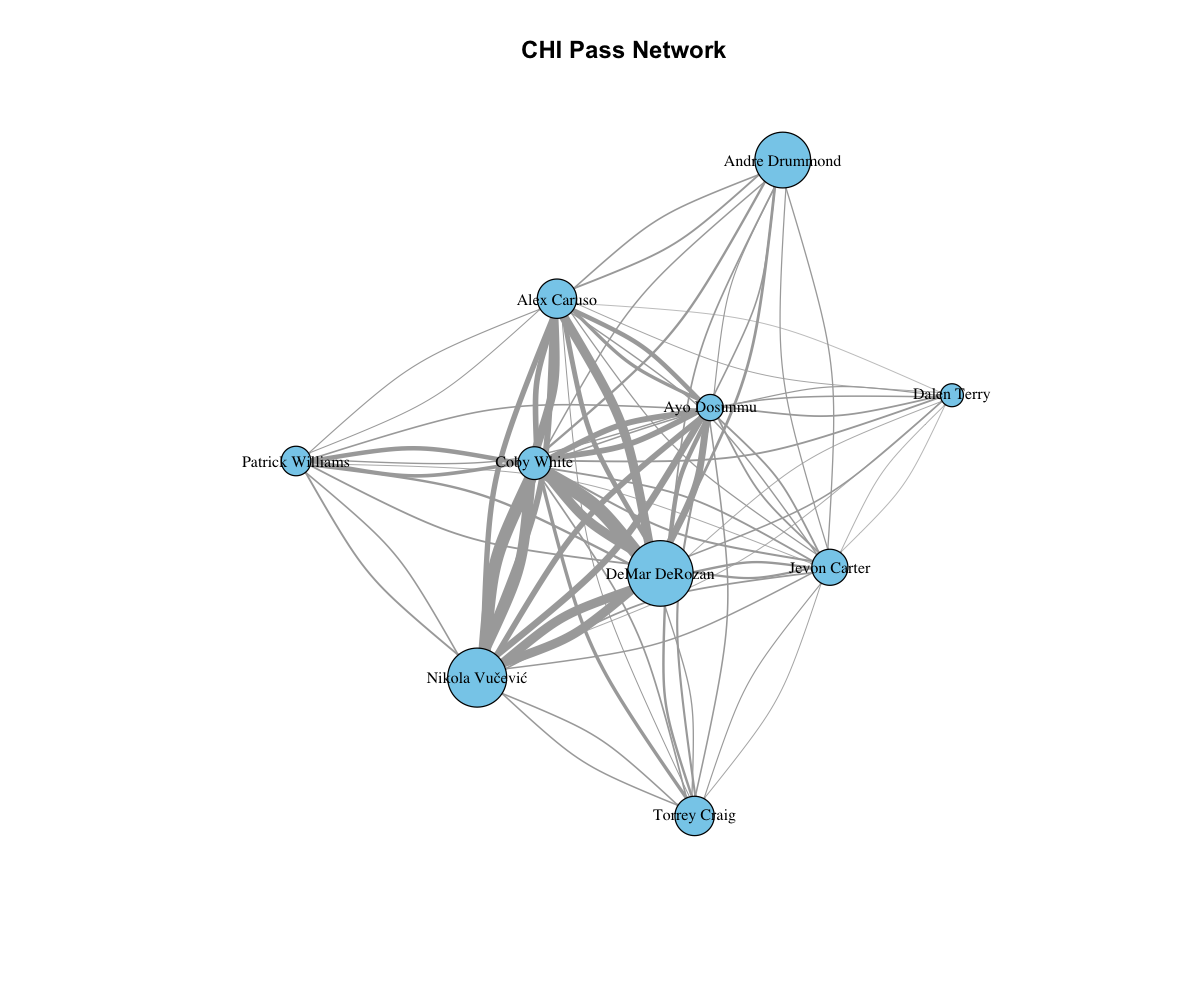 CHI Pass Network
Andre Drummond
Alex Caruso
Dalen Terry
Ayo Dosunmu
Patrick Williams
Coby White
Jevon Carter
DeMar DeRozan
Nikola Vučević
Torrey Craig